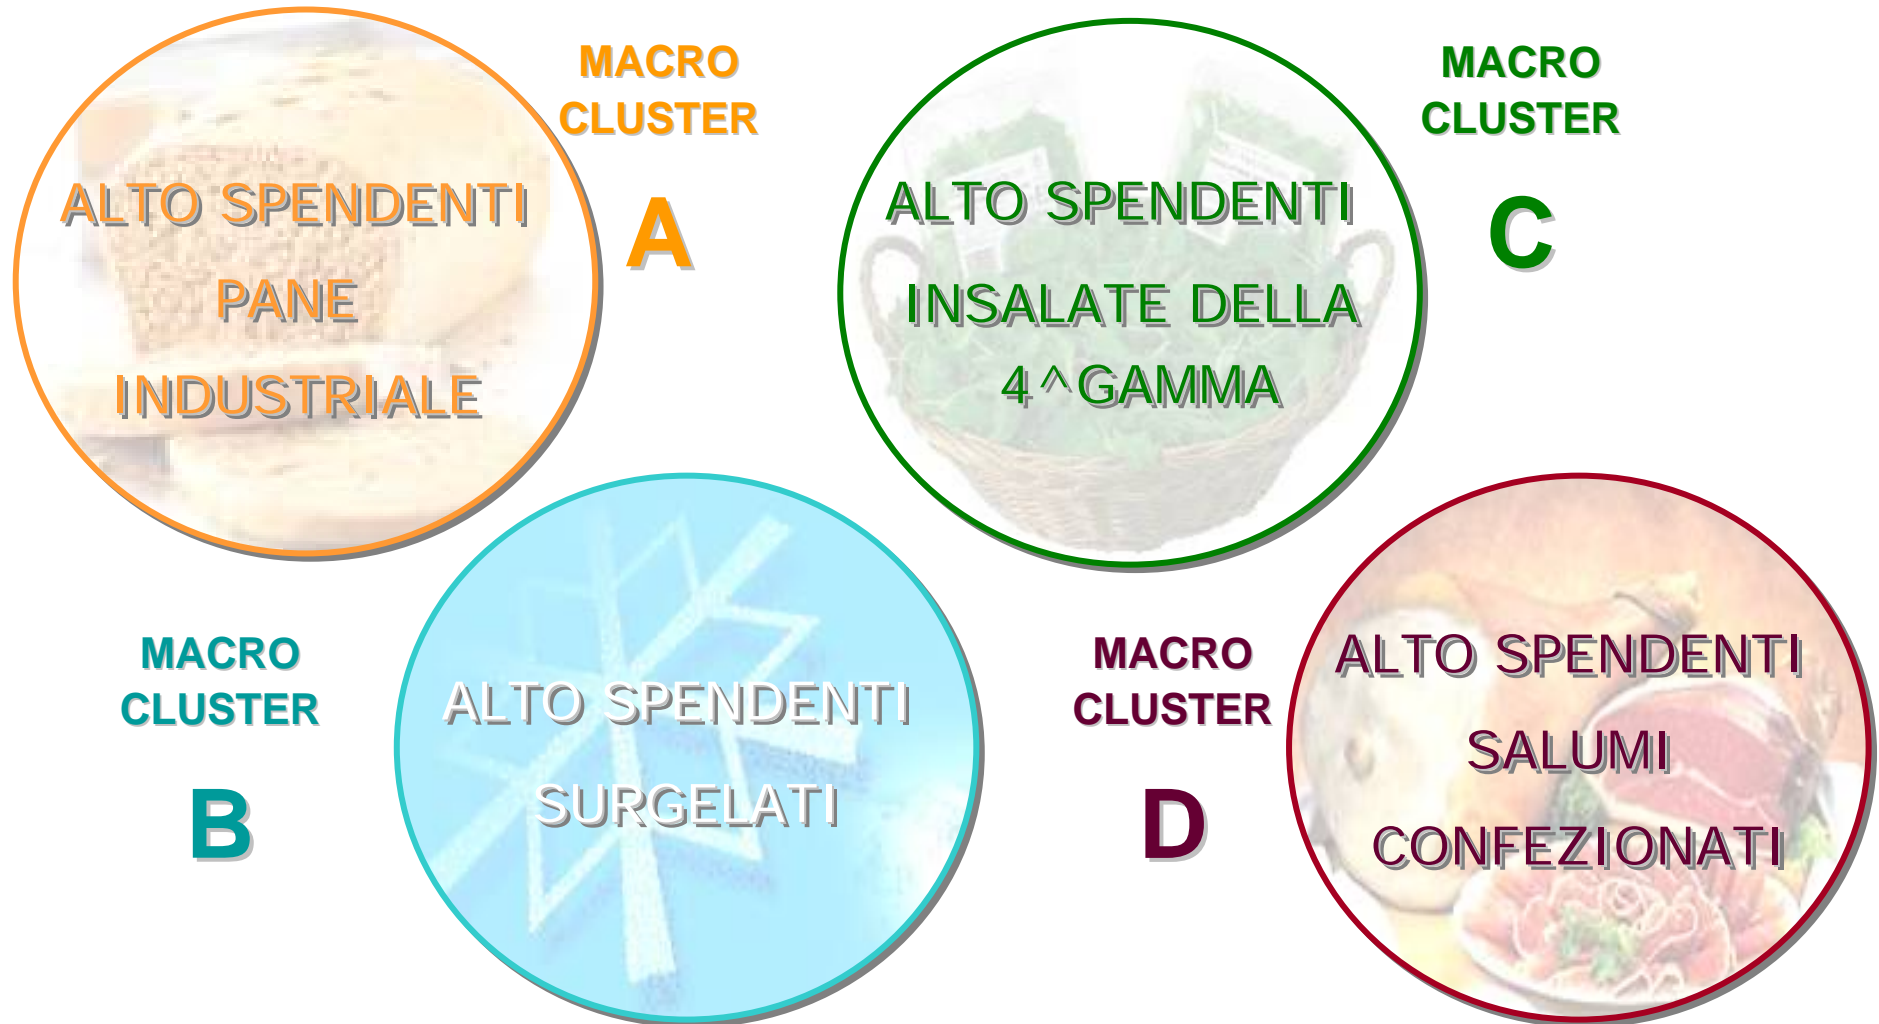 ALTO SPENDENTI
PANE
INDUSTRIALE
MACRO
CLUSTER
A
MACRO
CLUSTER
B
ALTO SPENDENTI
SURGELATI
ALTO SPENDENTI
INSALATE DELLA
4^GAMMA
MACRO
CLUSTER
C
MACRO
CLUSTER
D
ALTO SPENDENTI
SALUMI
CONFEZIONATI